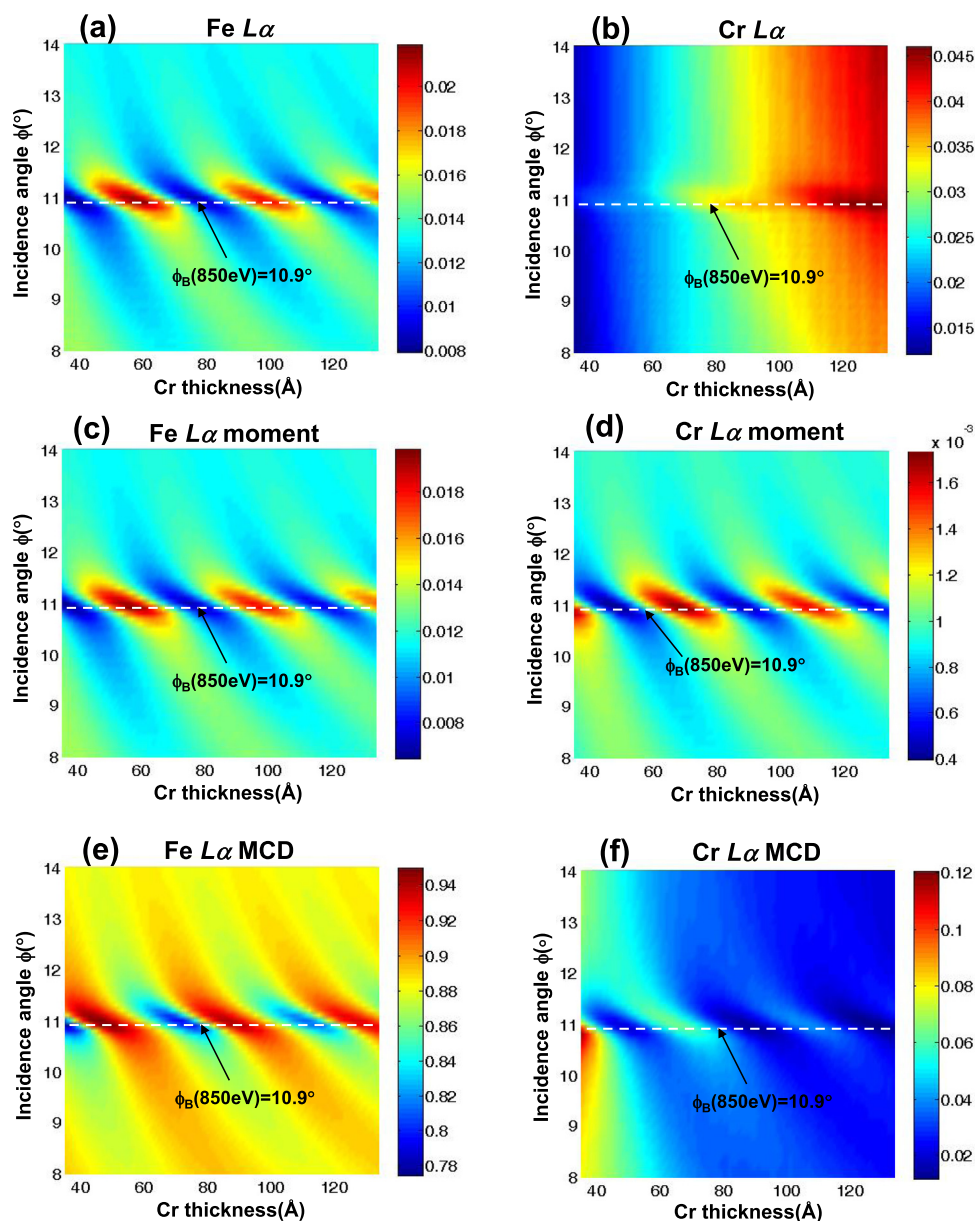 (a) Fe Lα
14
13
12
11
10
9
8
Incidence angle ϕ(°)
ϕB(850eV)=10.9°
40 60 80 100 120
Cr thickness(Å)
0.02
0.018
0.016
0.014
0.012
0.01
0.008
(b) Cr Lα
14
13
12
11
10
9
8
Incidence angle ϕ(°)
ϕB(850eV)=10.9°
40 60 80 100 120
Cr thickness(Å)
0.045
0.04
0.035
0.03
0.025
0.02
0.015
(c) Fe Lα moment
14
13
12
11
10
9
8
Incidence angle ϕ(°)
ϕB(850eV)=10.9°
40 60 80 100 120
Cr thickness(Å)
0.018
0.016
0.014
0.012
0.01
0.008
(d) Cr Lα moment
14
13
12
11
10
9
8
Incidence angle ϕ(°)
ϕB(850eV)=10.9°
40 60 80 100 120
Cr thickness(Å)
x 10⁻³
1.6
1.4
1.2
1
0.8
0.6
0.4
(e) Fe Lα MCD
14
13
12
11
10
9
8
Incidence angle ϕ(°)
ϕB(850eV)=10.9°
40 60 80 100 120
Cr thickness(Å)
0.94
0.92
0.9
0.88
0.86
0.84
0.82
0.8
0.78
(f) Cr Lα MCD
14
13
12
11
10
9
8
Incidence angle ϕ(∘)
ϕB(850eV)=10.9°
40 60 80 100 120
Cr thickness(Å)
0.12
0.1
0.08
0.06
0.04
0.02